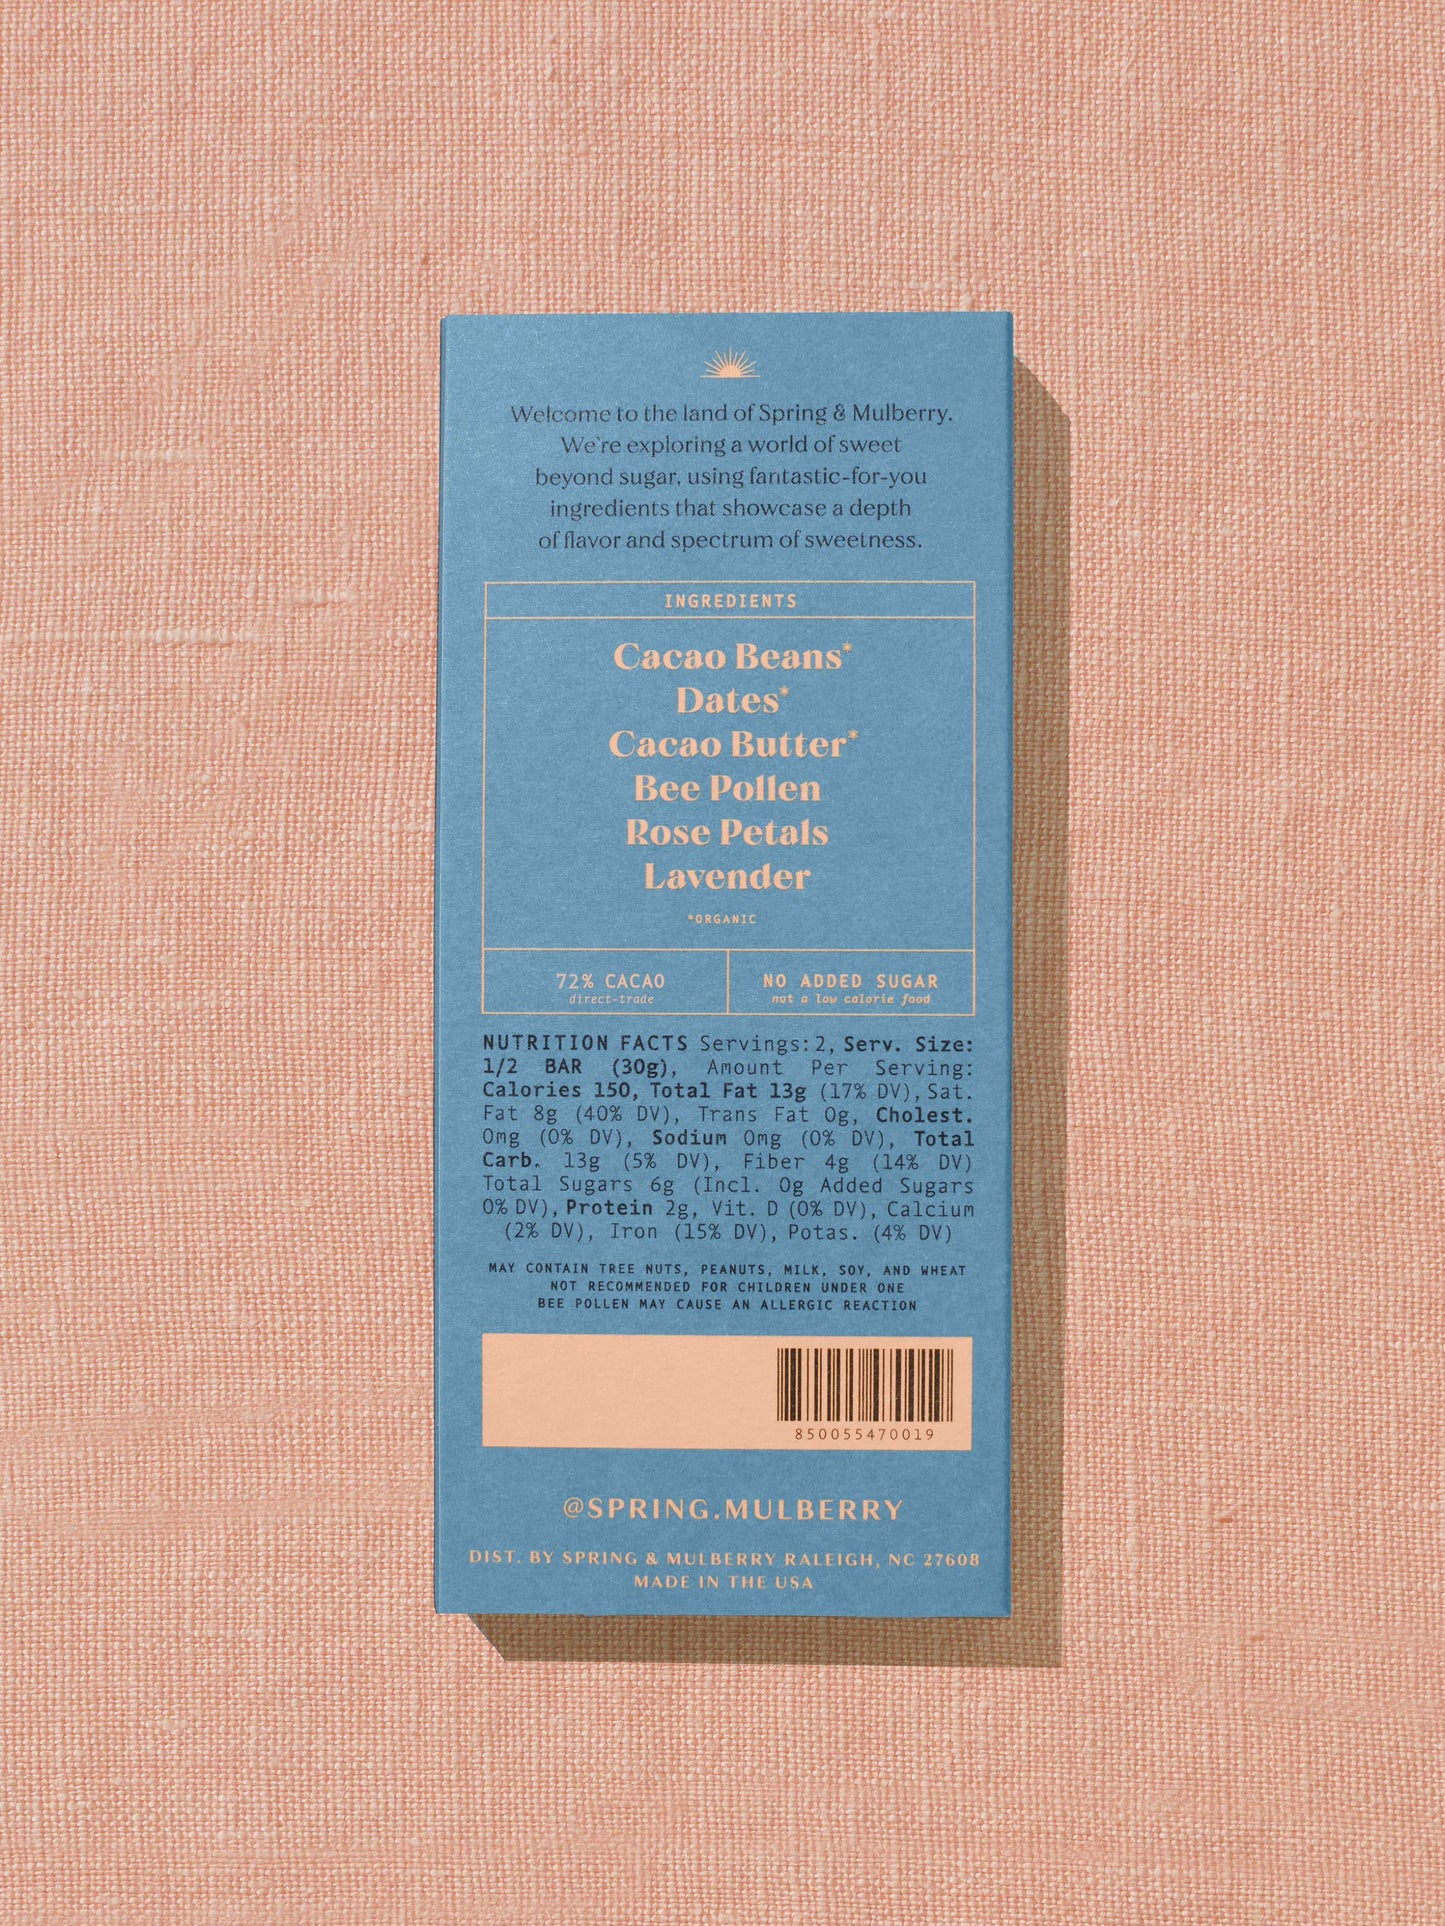 Welcome to the land of Spring & Mulberry.
We're exploring a world of sweet
beyond sugar, using fantastic-for-you
ingredients that showcase a depth
of flavor and spectrum of sweetness.
INGREDIENTS
Cacao Beans*
Dates*
Cacao Butter*
Bee Pollen
Rose Petals
Lavender
*ORGANIC
72% CACAO
direct-trade
NO ADDED SUGAR
not a low calorie food
NUTRITION FACTS Servings: 2, Serv. Size:
1/2 BAR (30g), Amount Per Serving:
Calories 150, Total Fat 13g (17% DV), Sat.
Fat 8g (40% DV), Trans Fat 0g, Cholest.
0mg (0% DV), Sodium 0mg (0% DV), Total
Carb. 13g (5% DV), Fiber 4g (14% DV)
Total Sugars 6g (Incl. 0g Added Sugars
0% DV), Protein 2g, Vit. D (0% DV), Calcium
(2% DV), Iron (15% DV), Potas. (4% DV)
MAY CONTAIN TREE NUTS, PEANUTS, MILK, SOY, AND WHEAT
NOT RECOMMENDED FOR CHILDREN UNDER ONE
BEE POLLEN MAY CAUSE AN ALLERGIC REACTION
850055470019
@SPRING.MULBERRY
DIST. BY SPRING & MULBERRY RALEIGH, NC 27608
MADE IN THE USA